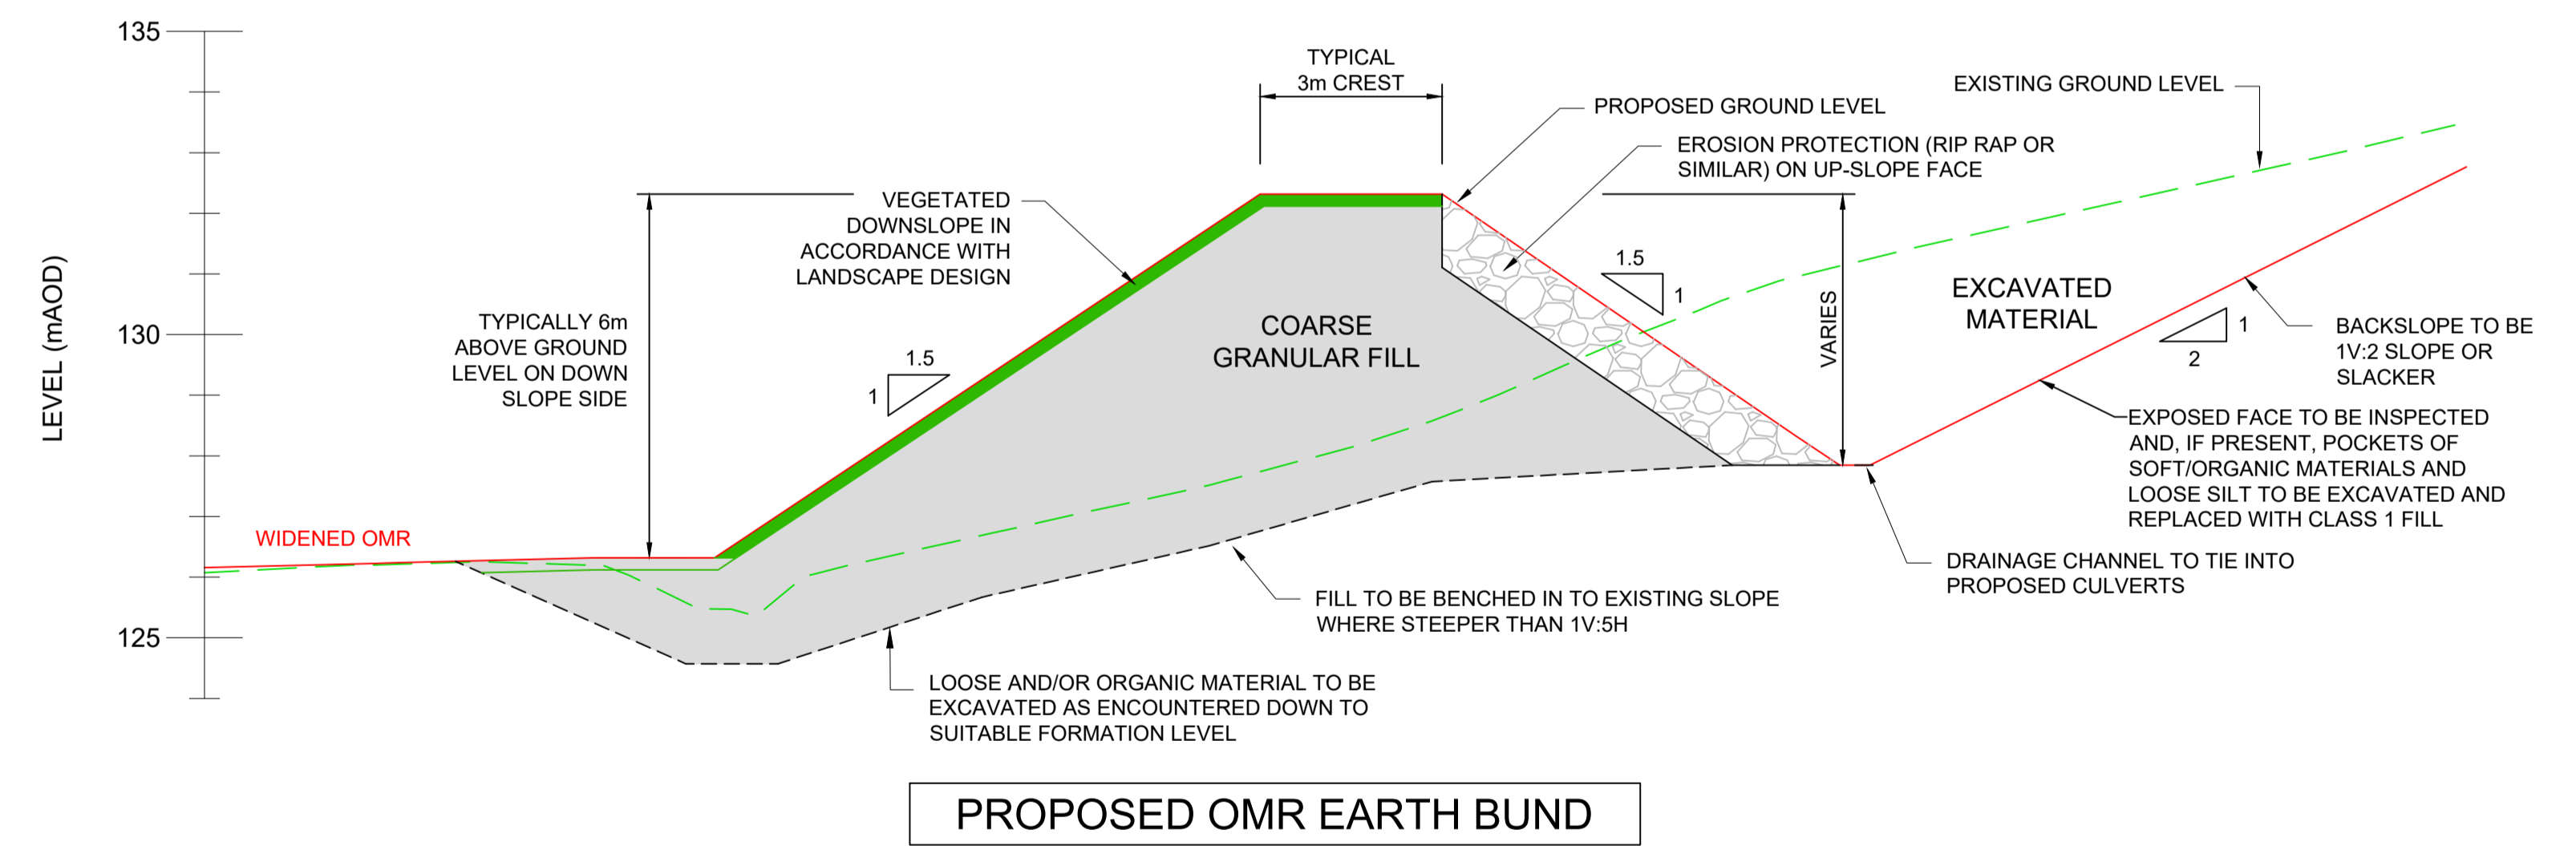 135
130
125
LEVEL (mAOD)
TYPICAL
3m CREST
PROPOSED GROUND LEVEL
EXISTING GROUND LEVEL
EROSION PROTECTION (RIP RAP OR
SIMILAR) ON UP-SLOPE FACE
VEGETATED
DOWNSLOPE IN
ACCORDANCE WITH
LANDSCAPE DESIGN
TYPICALLY 6m
ABOVE GROUND
LEVEL ON DOWN
SLOPE SIDE
1.5
1
COARSE
GRANULAR FILL
1.5
1
VARIES
EXCAVATED
MATERIAL
1
2
BACKSLOPE TO BE
1V:2 SLOPE OR
SLACKER
EXPOSED FACE TO BE INSPECTED
AND, IF PRESENT, POCKETS OF
SOFT/ORGANIC MATERIALS AND
LOOSE SILT TO BE EXCAVATED AND
REPLACED WITH CLASS 1 FILL
WIDENED OMR
DRAINAGE CHANNEL TO TIE INTO
PROPOSED CULVERTS
FILL TO BE BENCHED IN TO EXISTING SLOPE
WHERE STEEPER THAN 1V:5H
LOOSE AND/OR ORGANIC MATERIAL TO BE
EXCAVATED AS ENCOUNTERED DOWN TO
SUITABLE FORMATION LEVEL
PROPOSED OMR EARTH BUND